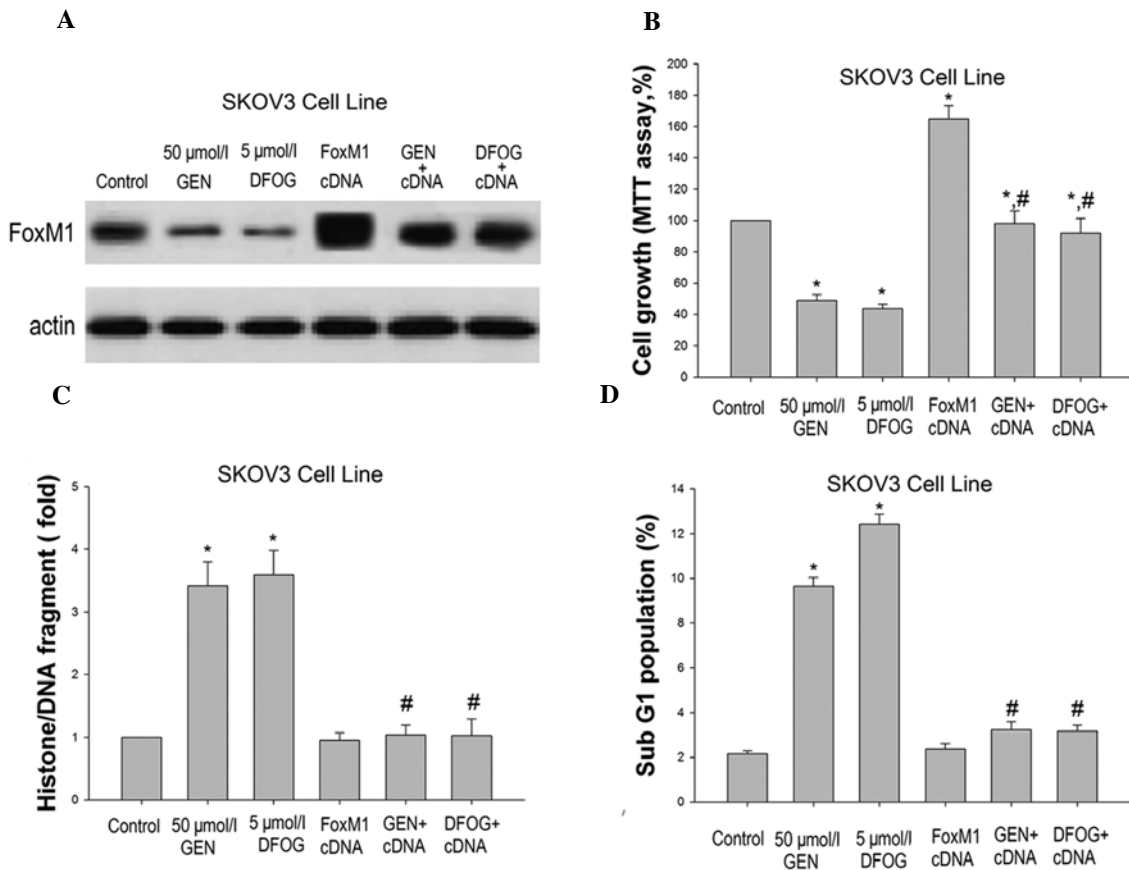 A
SKOV3 Cell Line
Control
50 µmol/l
GEN
5 µmol/l
DFOG
FoxM1
cDNA
GEN
+
cDNA
DFOG
+
cDNA
FoxM1
actin
B
SKOV3 Cell Line
Cell growth (MTT assay,%)
200
180
160
140
120
100
80
60
40
20
0
*
*
*
*,#
*,#
Control
50 µmol/l
GEN
5 µmol/l
DFOG
FoxM1
cDNA
GEN+
cDNA
DFOG+
cDNA
C
SKOV3 Cell Line
Histone/DNA fragment ( fold)
5
4
3
2
1
0
*
*
#
#
Control
50 µmol/l
GEN
5 µmol/l
DFOG
FoxM1
cDNA
GEN+
cDNA
DFOG+
cDNA
D
SKOV3 Cell Line
Sub G1 population (%)
14
12
10
8
6
4
2
0
*
*
#
#
Control
50 µmol/l
GEN
5 µmol/l
DFOG
FoxM1
cDNA
GEN+
cDNA
DFOG+
cDNA